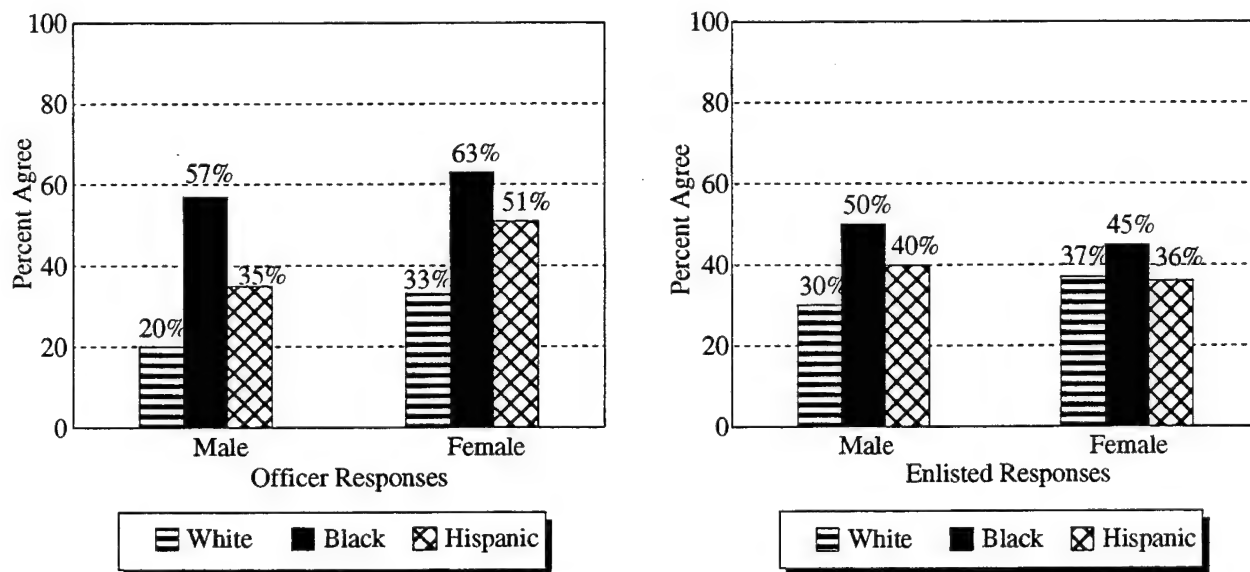 100
80
60
40
20
0
Percent Agree
20%
57%
35%
33%
63%
51%
Male
Female
Officer Responses
White Black Hispanic
100
80
60
40
20
0
Percent Agree
30%
50%
40%
37%
45%
36%
Male
Female
Enlisted Responses
White Black Hispanic